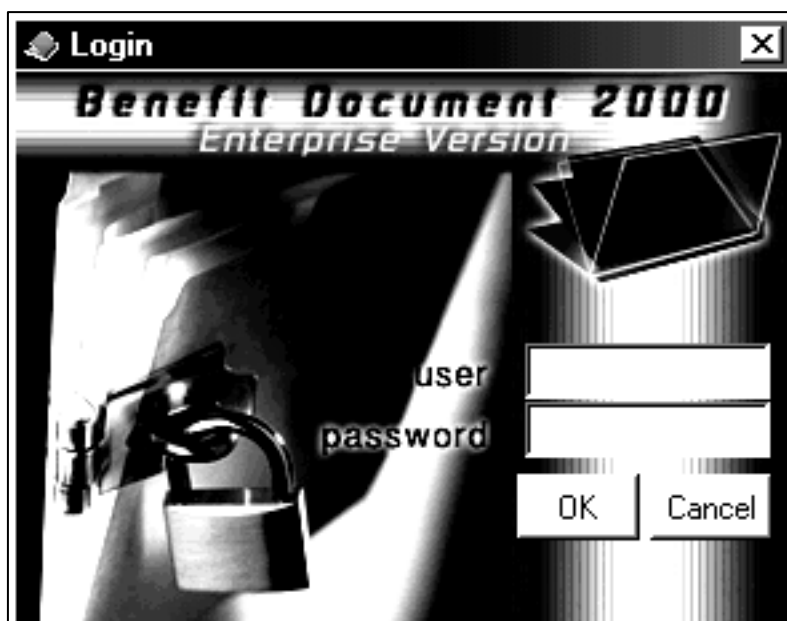 Login
Benefit Document 2000
Enterprise Version
user
password
OK Cancel